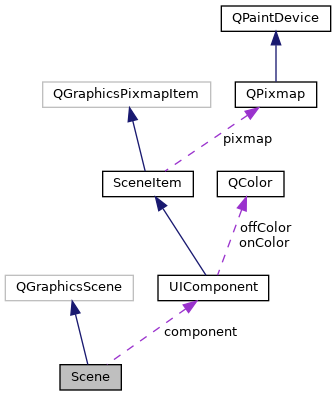 QPaintDevice
QGraphicsPixmapItem
QPixmap
pixmap
SceneItem
QColor
offColor
onColor
QGraphicsScene
UIComponent
component
Scene